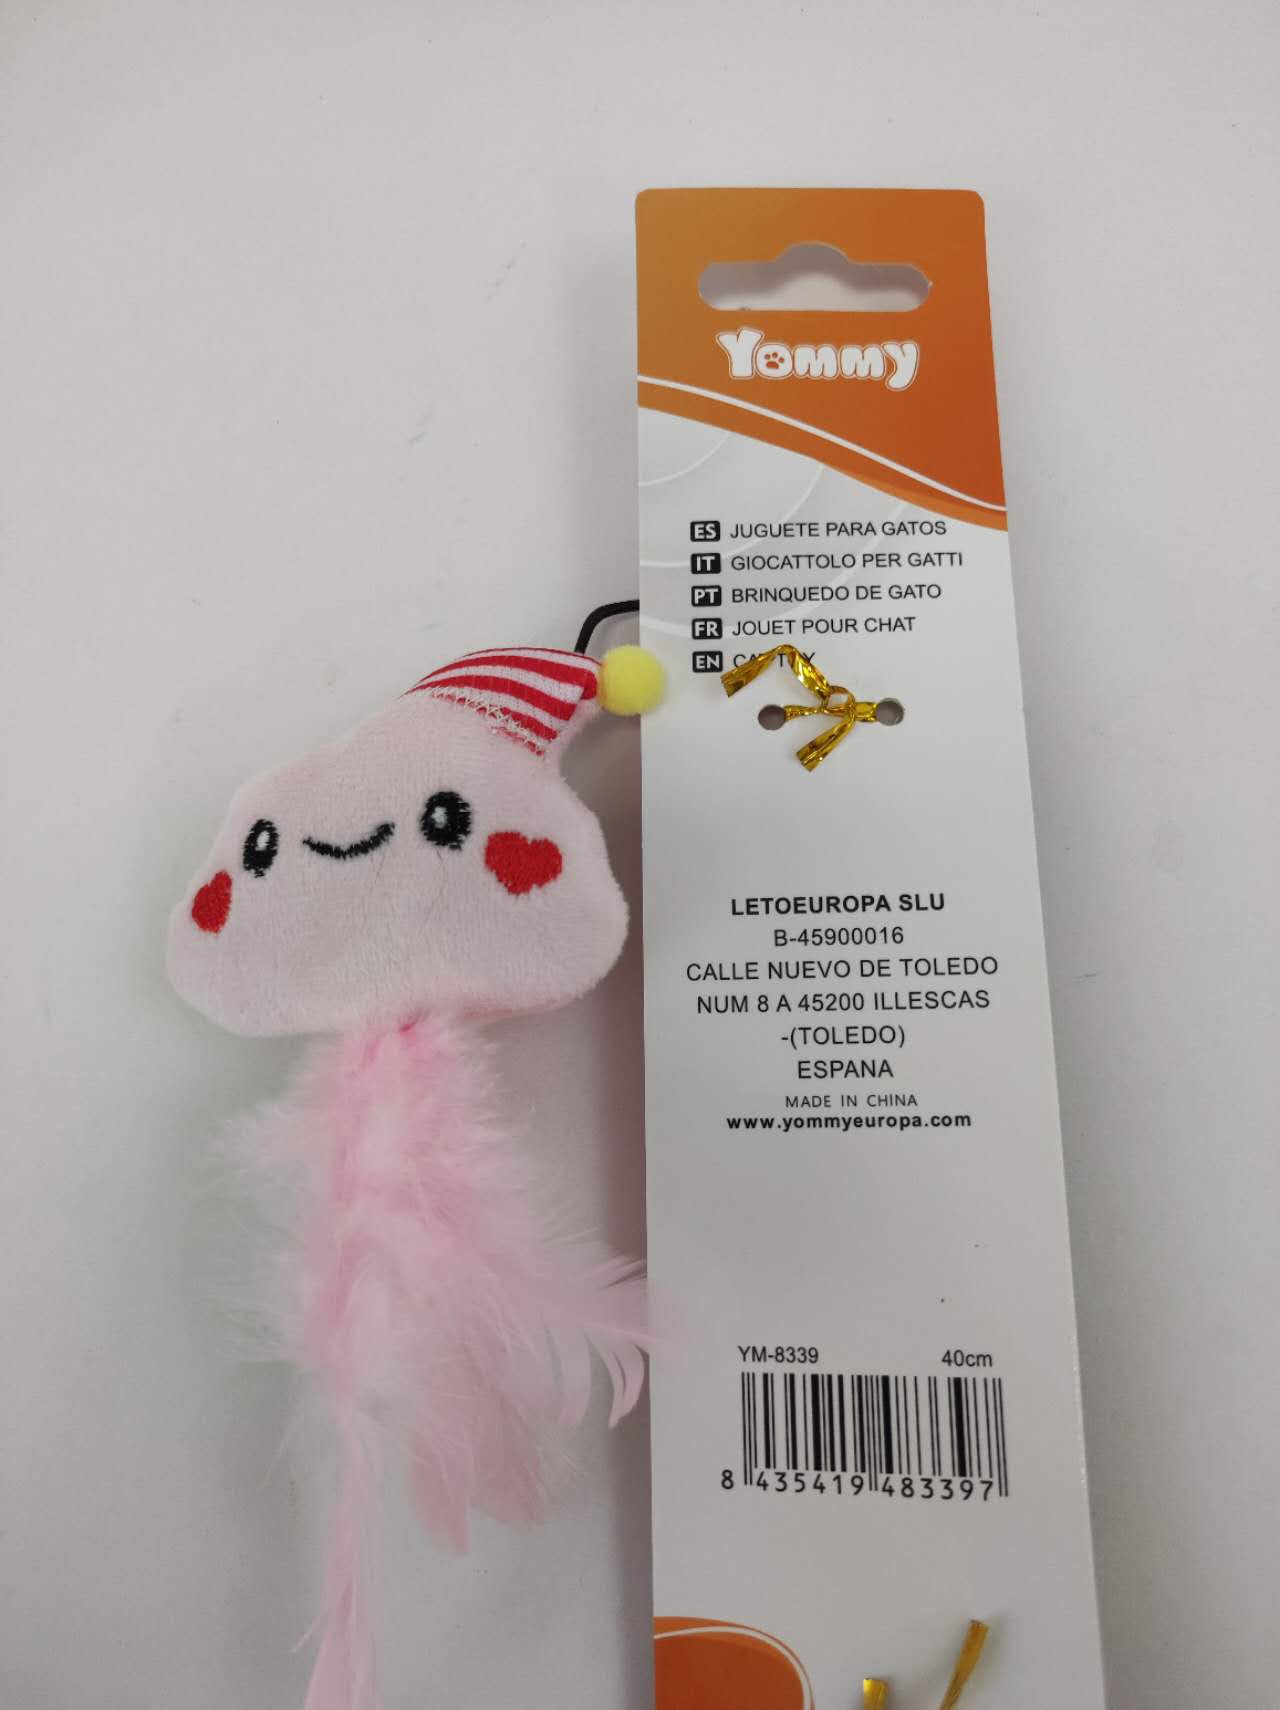 Yommy
ES JUGUETE PARA GATOS
IT GIOCATTOLO PER GATTI
PT BRINQUEDO DE GATO
FR JOUET POUR CHAT
EN
LETOEUROPA SLU
B-45900016
CALLE NUEVO DE TOLEDO
NUM 8 A 45200 ILLESCAS
-(TOLEDO)
ESPANA
MADE IN CHINA
www.yommyeuropa.com
YM-8339 40cm
8 435419 483397